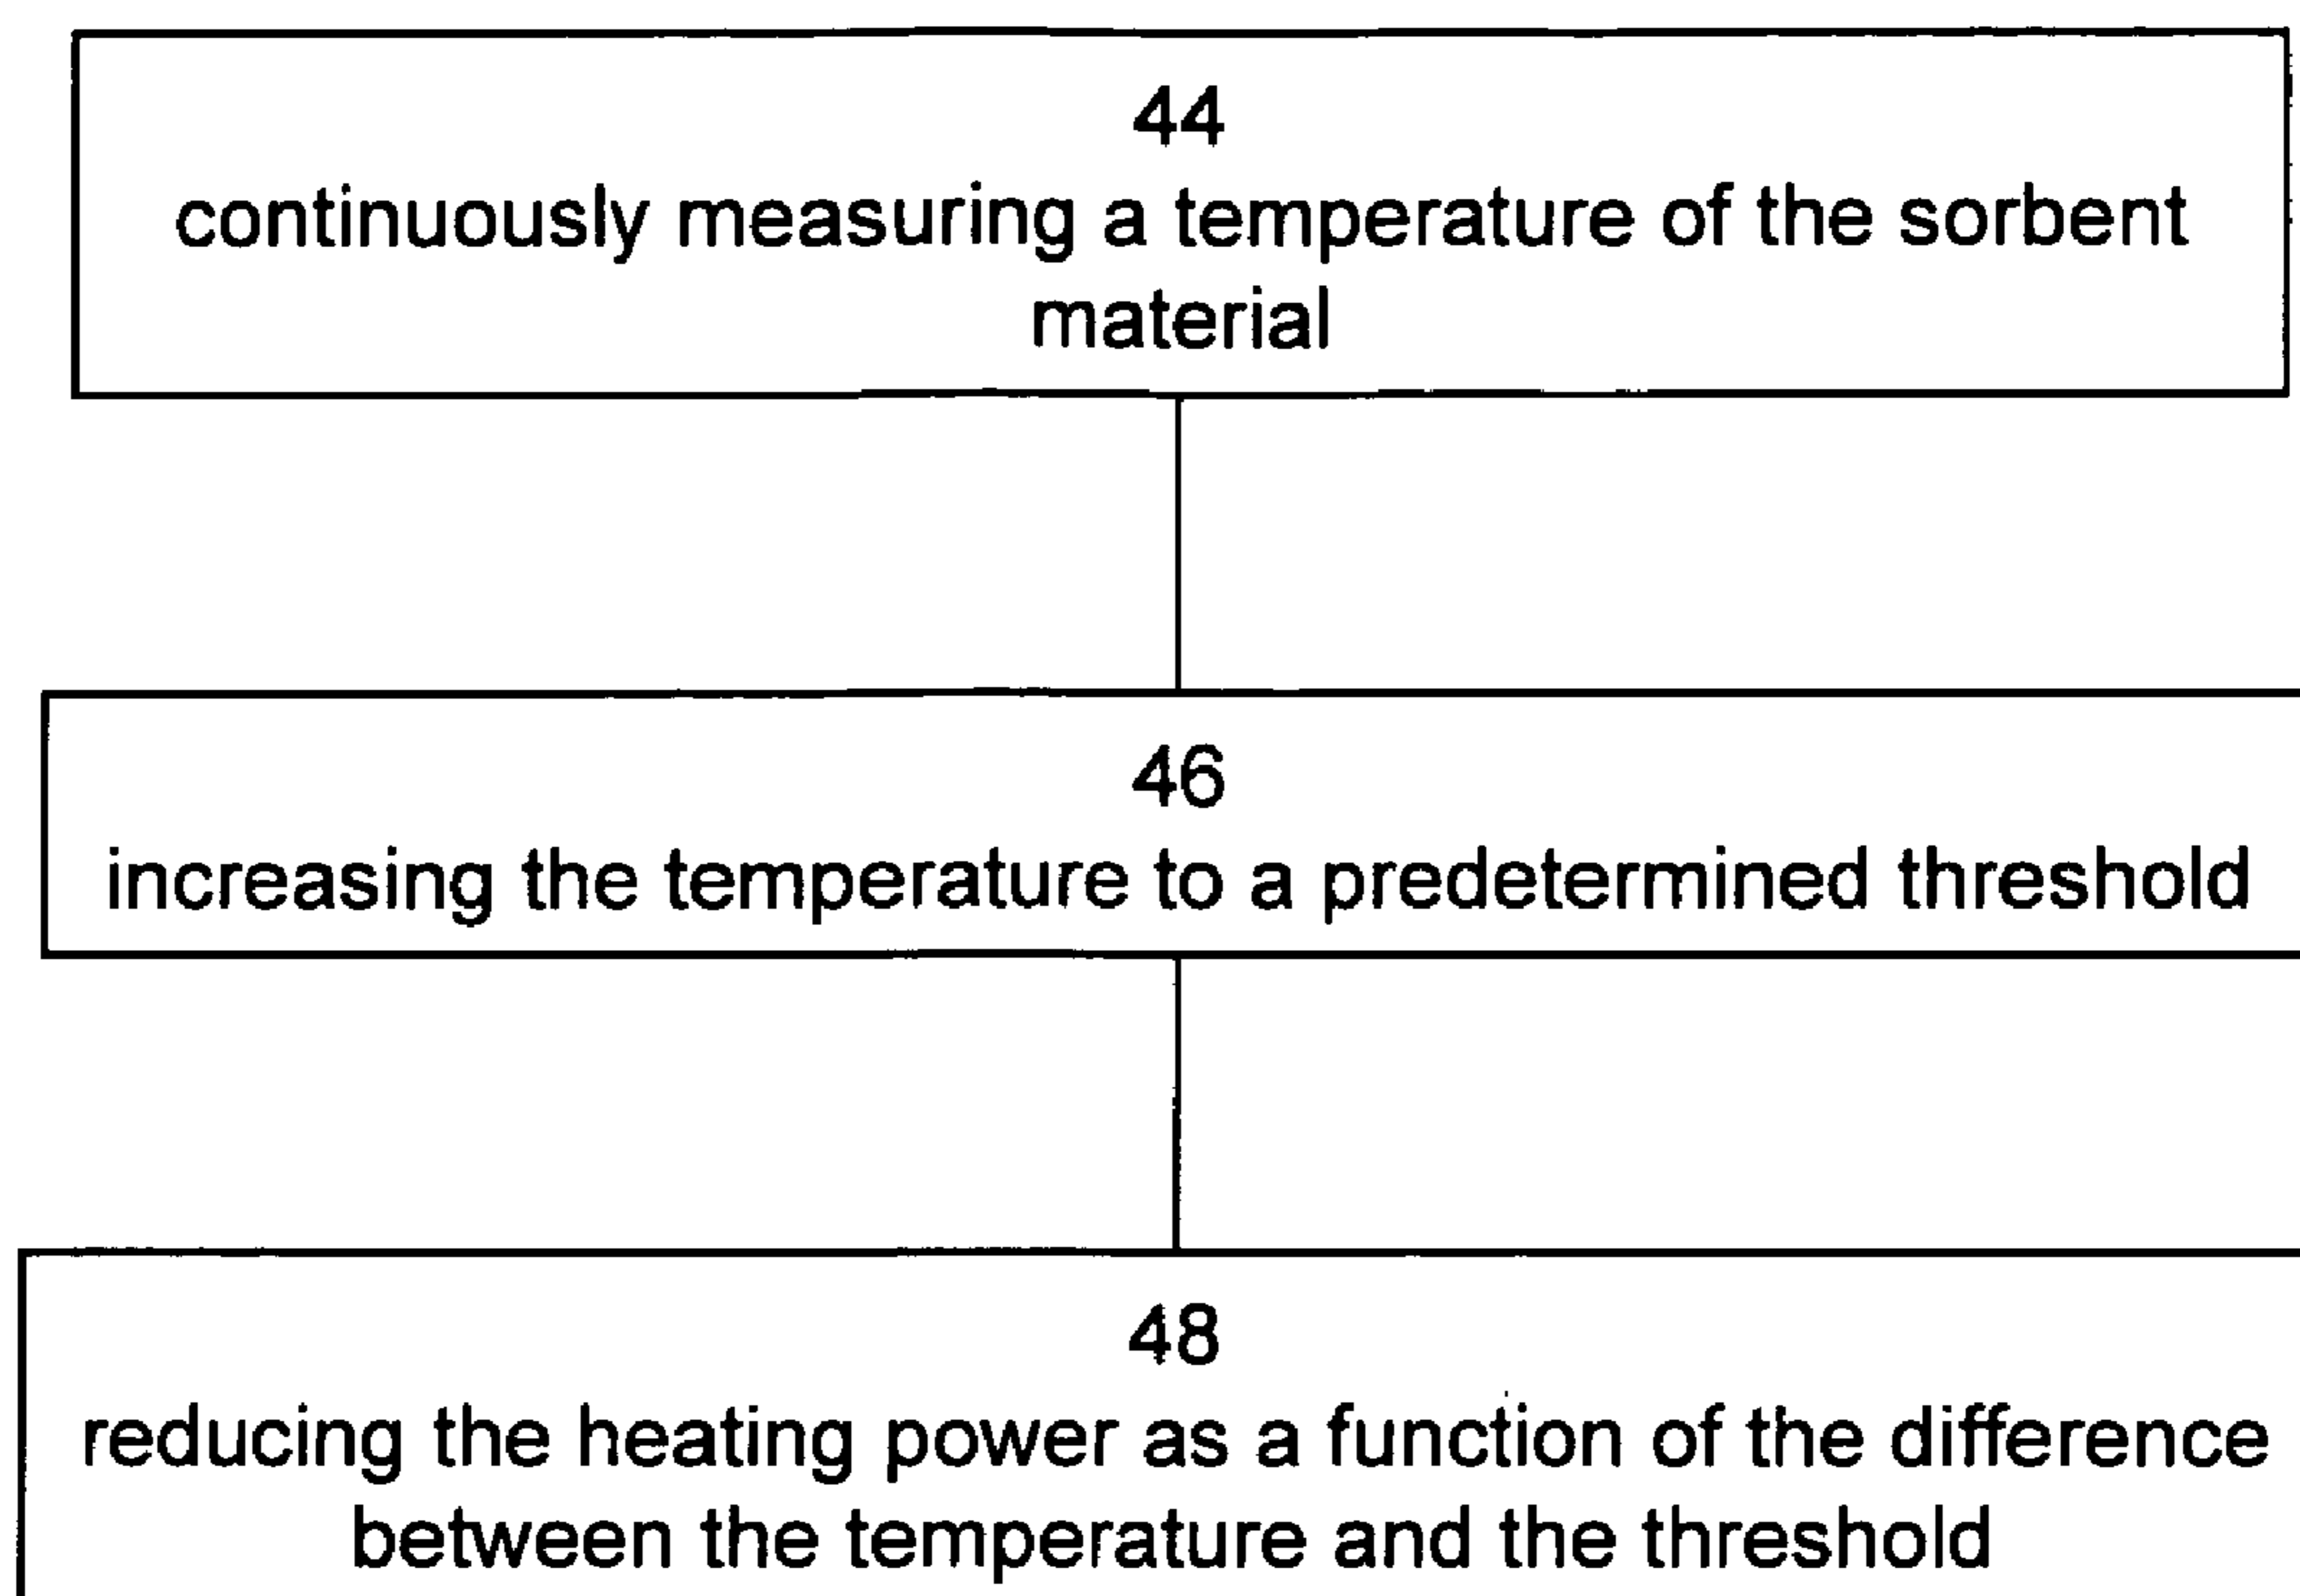 44
continuously measuring a temperature of the sorbent
material
46
increasing the temperature to a predetermined threshold
48
reducing the heating power as a function of the difference
between the temperature and the threshold